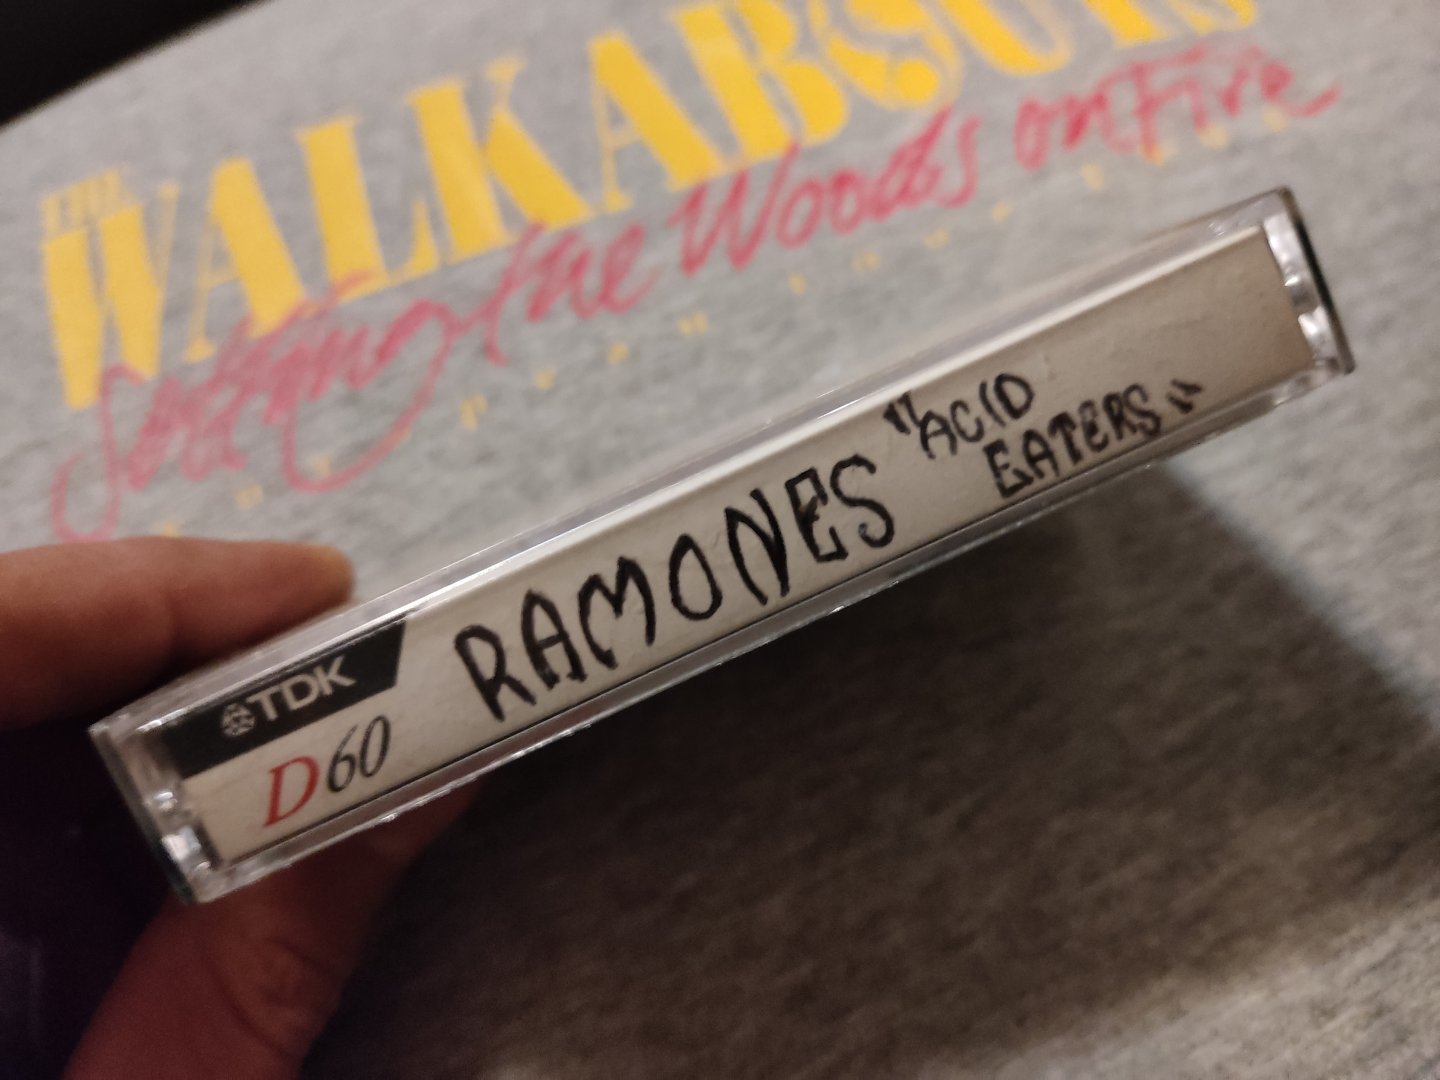 THE
WALKABOUTS
Setting the Woods on Fire
TDK
D60
RAMONES
"ACID
EATERS"